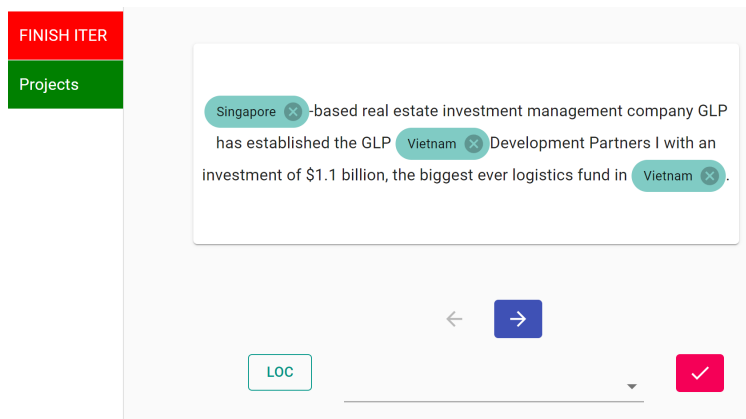 FINISH ITER
Projects
Singapore -based real estate investment management company GLP
has established the GLP Vietnam Development Partners I with an
investment of $1.1 billion, the biggest ever logistics fund in Vietnam .
LOC